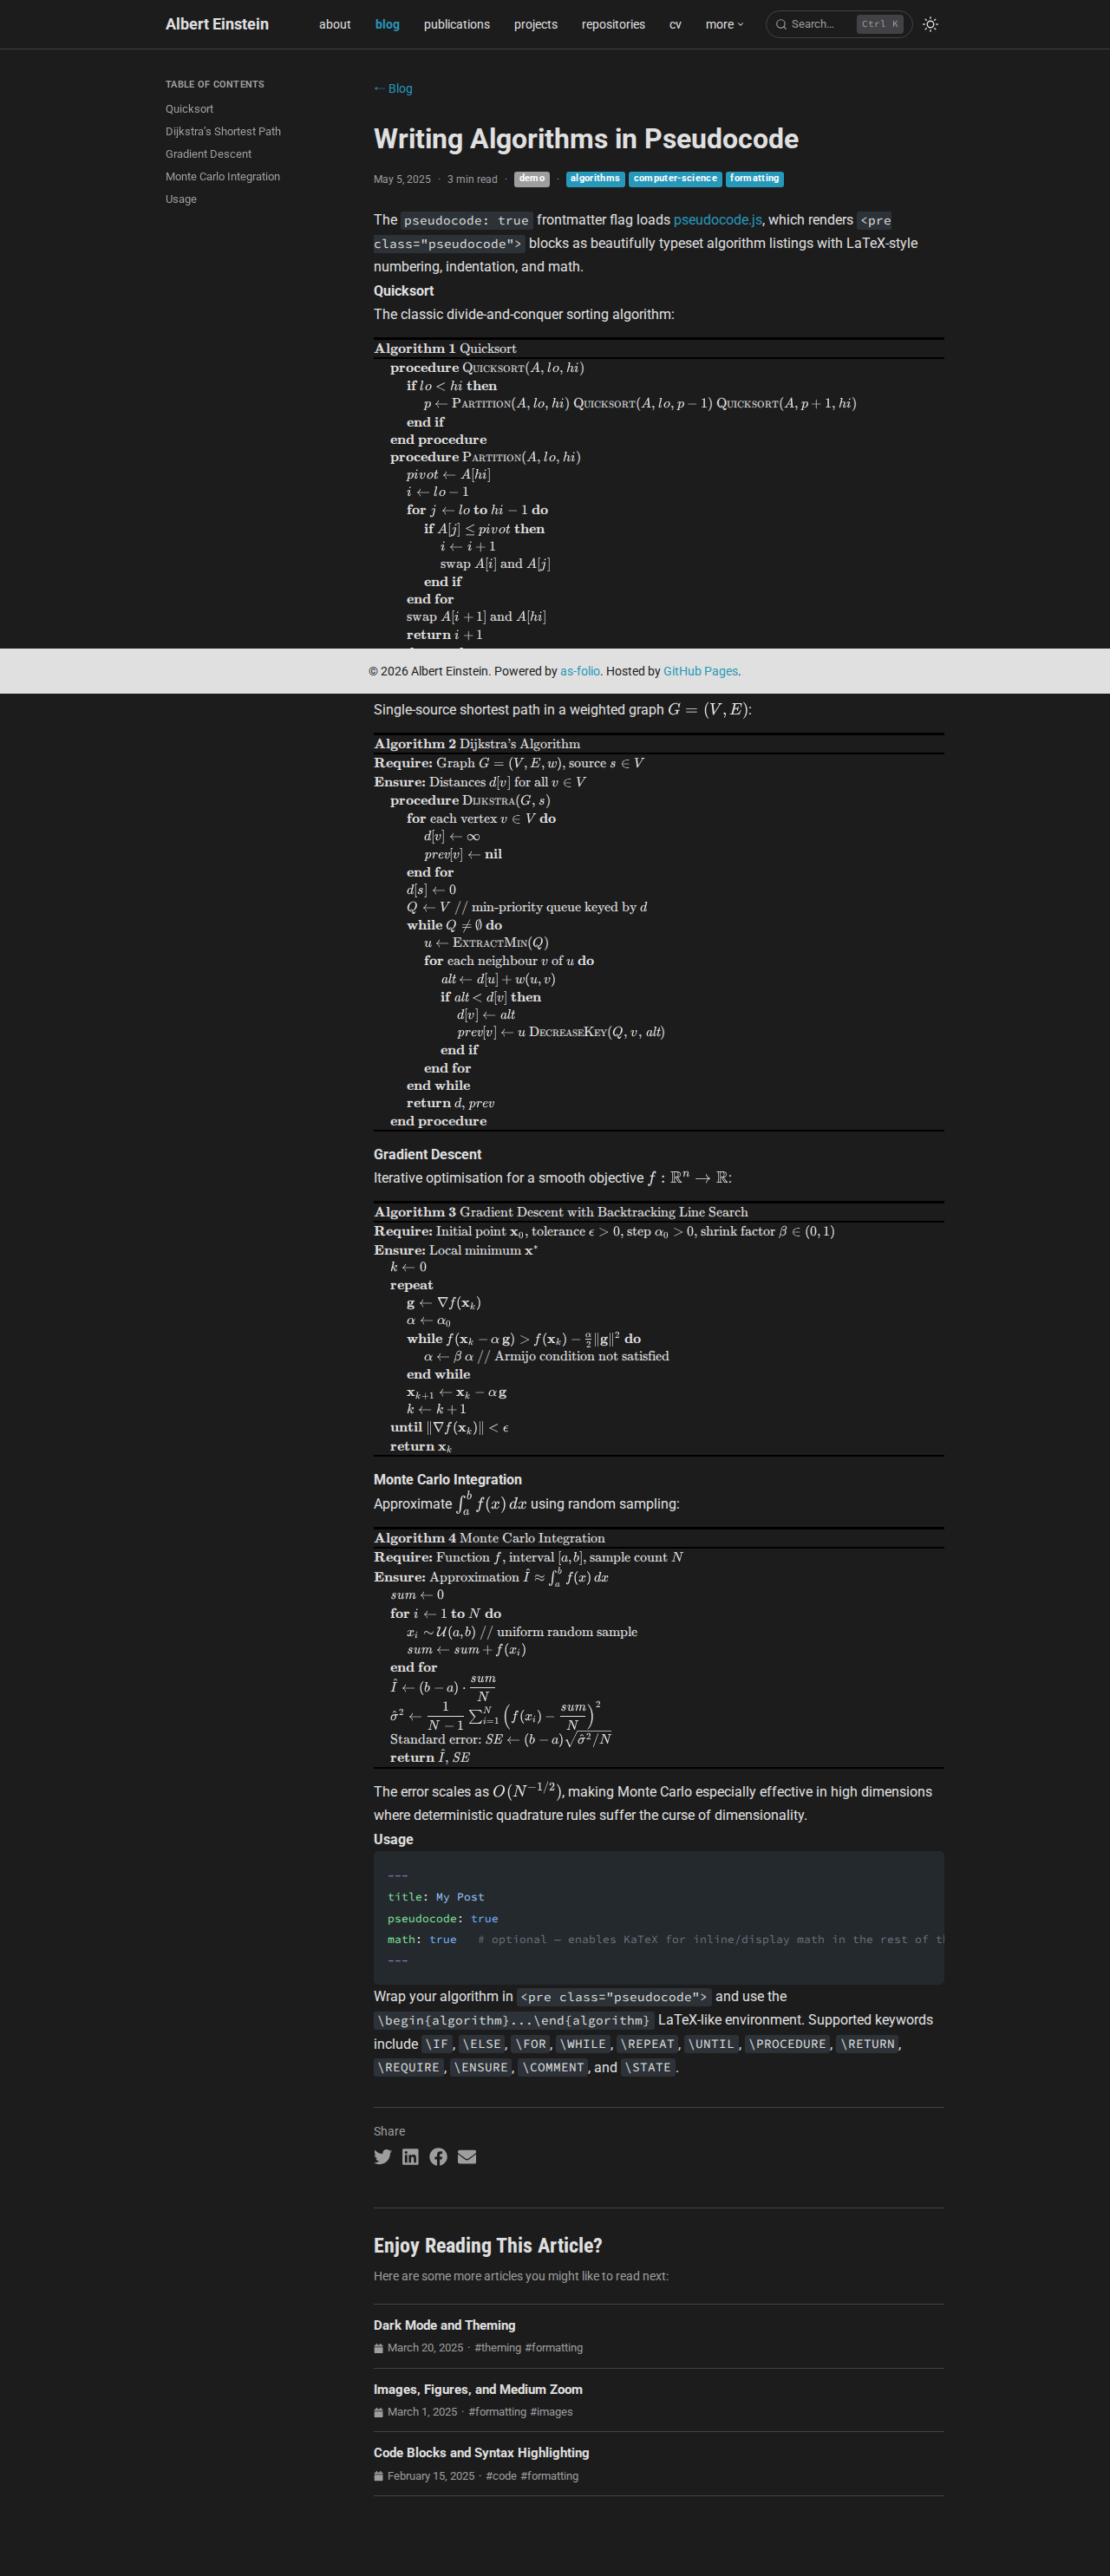 Albert Einstein
about
blog
publications
projects
repositories
cv
more
Search...
Ctrl K
TABLE OF CONTENTS
Quicksort
Dijkstra's Shortest Path
Gradient Descent
Monte Carlo Integration
Usage
← Blog
Writing Algorithms in Pseudocode
May 5, 2025 · 3 min read · demo · algorithms computer-science formatting
The pseudocode: true frontmatter flag loads pseudocode.js, which renders <pre
class="pseudocode"> blocks as beautifully typeset algorithm listings with LaTeX-style
numbering, indentation, and math.
Quicksort
The classic divide-and-conquer sorting algorithm:
Algorithm 1 Quicksort
procedure Quicksort(A, lo, hi)
if lo < hi then
p ← Partition(A, lo, hi) Quicksort(A, lo, p − 1) Quicksort(A, p + 1, hi)
end if
end procedure
procedure Partition(A, lo, hi)
pivot ← A[hi]
i ← lo − 1
for j ← lo to hi − 1 do
if A[j] ≤ pivot then
i ← i + 1
swap A[i] and A[j]
end if
end for
swap A[i + 1] and A[hi]
return i + 1
© 2026 Albert Einstein. Powered by as-folio. Hosted by GitHub Pages.
Single-source shortest path in a weighted graph G = (V, E):
Algorithm 2 Dijkstra's Algorithm
Require: Graph G = (V, E, w), source s ∈ V
Ensure: Distances d[v] for all v ∈ V
procedure Dijkstra(G, s)
for each vertex v ∈ V do
d[v] ← ∞
prev[v] ← nil
end for
d[s] ← 0
Q ← V // min-priority queue keyed by d
while Q ≠ ∅ do
u ← ExtractMin(Q)
for each neighbour v of u do
alt ← d[u] + w(u, v)
if alt < d[v] then
d[v] ← alt
prev[v] ← u DecreaseKey(Q, v, alt)
end if
end for
end while
return d, prev
end procedure
Gradient Descent
Iterative optimisation for a smooth objective f : ℝⁿ → ℝ:
Algorithm 3 Gradient Descent with Backtracking Line Search
Require: Initial point x₀, tolerance ϵ > 0, step α₀ > 0, shrink factor β ∈ (0, 1)
Ensure: Local minimum x*
k ← 0
repeat
g ← ∇f(xₖ)
α ← α₀
while f(xₖ − α g) > f(xₖ) − α/2 ‖g‖² do
α ← β α // Armijo condition not satisfied
end while
xₖ₊₁ ← xₖ − α g
k ← k + 1
until ‖∇f(xₖ)‖ < ϵ
return xₖ
Monte Carlo Integration
Approximate ∫ₐᵇ f(x) dx using random sampling:
Algorithm 4 Monte Carlo Integration
Require: Function f, interval [a, b], sample count N
Ensure: Approximation Î ≈ ∫ₐᵇ f(x) dx
sum ← 0
for i ← 1 to N do
xᵢ ∼ 𝒰(a, b) // uniform random sample
sum ← sum + f(xᵢ)
end for
Î ← (b − a) · sum/N
σ̂² ← 1/(N − 1) ∑ᵢ₌₁ᴺ (f(xᵢ) − sum/N)²
Standard error: SE ← (b − a)√(σ̂²/N)
return Î, SE
The error scales as O(N^−1/2), making Monte Carlo especially effective in high dimensions
where deterministic quadrature rules suffer the curse of dimensionality.
Usage
---
title: My Post
pseudocode: true
math: true # optional — enables KaTeX for inline/display math in the rest of th
---
Wrap your algorithm in <pre class="pseudocode"> and use the
\begin{algorithm}...\end{algorithm} LaTeX-like environment. Supported keywords
include \IF, \ELSE, \FOR, \WHILE, \REPEAT, \UNTIL, \PROCEDURE, \RETURN,
\REQUIRE, \ENSURE, \COMMENT, and \STATE.
Share
Enjoy Reading This Article?
Here are some more articles you might like to read next:
Dark Mode and Theming
March 20, 2025 · #theming #formatting
Images, Figures, and Medium Zoom
March 1, 2025 · #formatting #images
Code Blocks and Syntax Highlighting
February 15, 2025 · #code #formatting